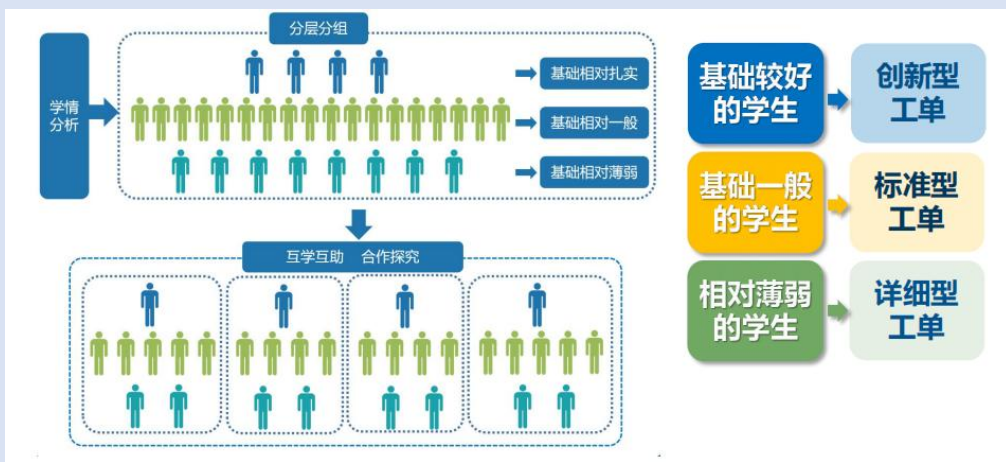 分层分组
学情
分析
基础相对扎实
基础相对一般
基础相对薄弱
互学互助 合作探究
基础较好
的学生
创新型
工单
基础一般
的学生
标准型
工单
相对薄弱
的学生
详细型
工单